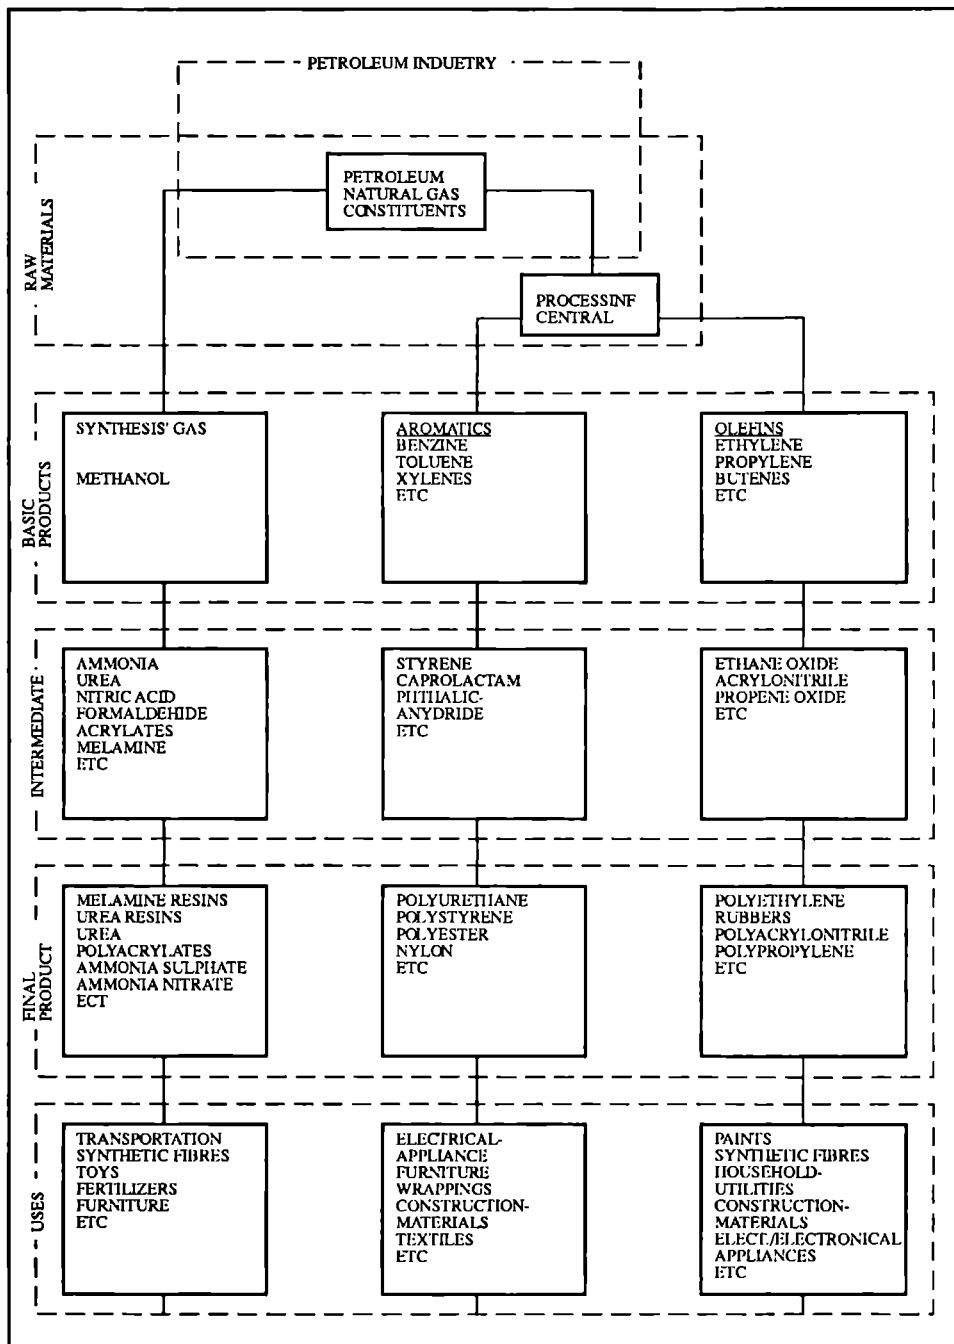 PETROLEUM INDUETRY
RAW
MATERIALS
PETROLEUM
NATURAL GAS
CONSTITUENTS
PROCESSINF
CENTRAL
BASIC
PRODUCTS
SYNTHESIS' GAS
METHANOL
AROMATICS
BENZINE
TOLUENE
XYLENES
ETC
OLEFINS
ETHYLENE
PROPYLENE
BUTENES
ETC
INTERMEDIATE
AMMONIA
UREA
NITRIC ACID
FORMALDEHIDE
ACRYLATES
MELAMINE
ETC
STYRENE
CAPROLACTAM
PHTHALIC-
ANYDRIDE
ETC
ETHANE OXIDE
ACRYLONITRILE
PROPENE OXIDE
ETC
FINAL
PRODUCT
MELAMINE RESINS
UREA RESINS
UREA
POLYACRYLATES
AMMONIA SULPHATE
AMMONIA NITRATE
ECT
POLYURETHANE
POLYSTYRENE
POLYESTER
NYLON
ETC
POLYETHYLENE
RUBBERS
POLYACRYLONITRILE
POLYPROPYLENE
ETC
USES
TRANSPORTATION
SYNTHETIC FIBRES
TOYS
FERTILIZERS
FURNITURE
ETC
ELECTRICAL-
APPLIANCE
FURNITURE
WRAPPINGS
CONSTRUCTION-
MATERIALS
TEXTILES
ETC
PAINTS
SYNTHETIC FIBRES
HOUSEHOLD-
UTILITIES
CONSTRUCTION-
MATERIALS
ELECT./ELECTRONICAL
APPLIANCES
ETC